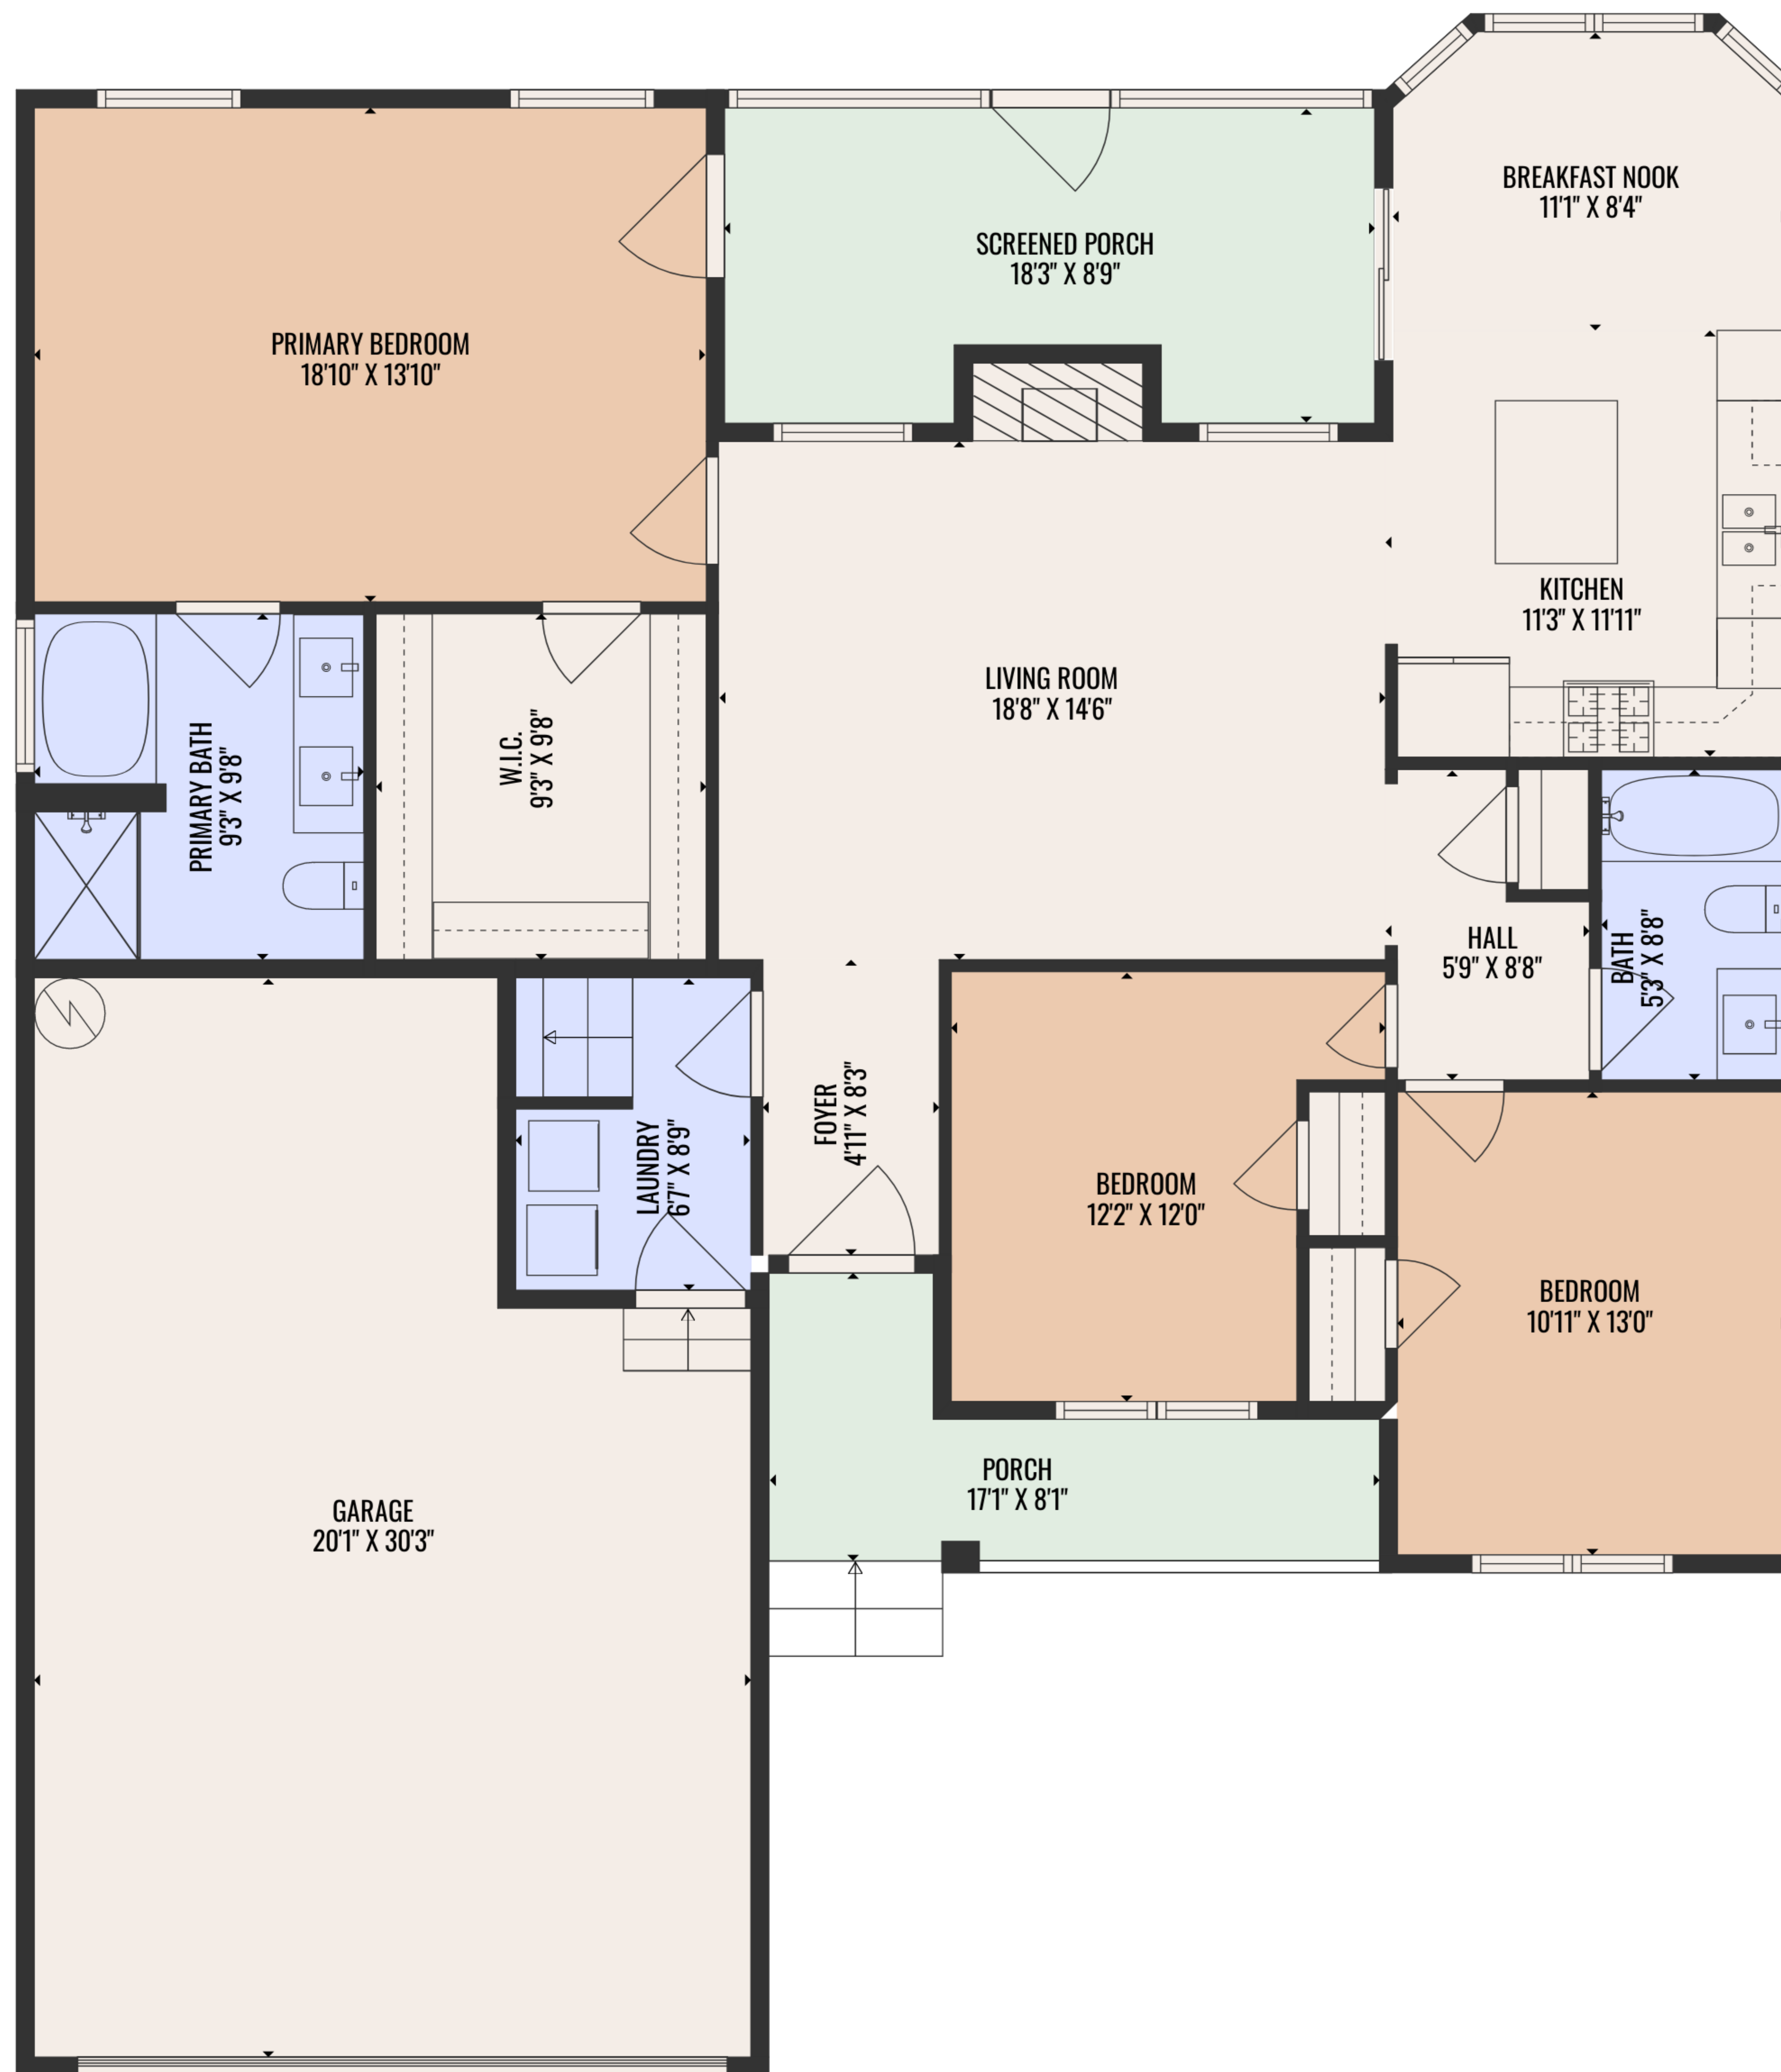 BREAKFAST NOOK
11'1" X 8'4"
SCREENED PORCH
18'3" X 8'9"
PRIMARY BEDROOM
18'10" X 13'10"
KITCHEN
11'3" X 11'11"
LIVING ROOM
18'8" X 14'6"
PRIMARY BATH
9'3" X 9'8"
W.I.C.
9'3" X 9'8"
HALL
5'9" X 8'8"
BATH
5'3" X 8'8"
FOYER
4'11" X 8'3"
LAUNDRY
6'7" X 8'9"
BEDROOM
12'2" X 12'0"
BEDROOM
10'11" X 13'0"
PORCH
17'1" X 8'1"
GARAGE
20'1" X 30'3"